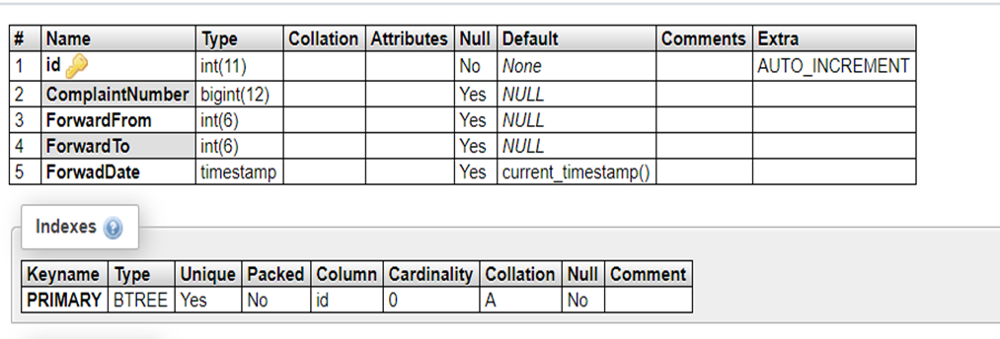 # Name Type Collation Attributes Null Default Comments Extra
1 id int(11) No None AUTO_INCREMENT
2 ComplaintNumber bigint(12) Yes NULL
3 ForwardFrom int(6) Yes NULL
4 ForwardTo int(6) Yes NULL
5 ForwadDate timestamp Yes current_timestamp()
Indexes
Keyname Type Unique Packed Column Cardinality Collation Null Comment
PRIMARY BTREE Yes No id 0 A No